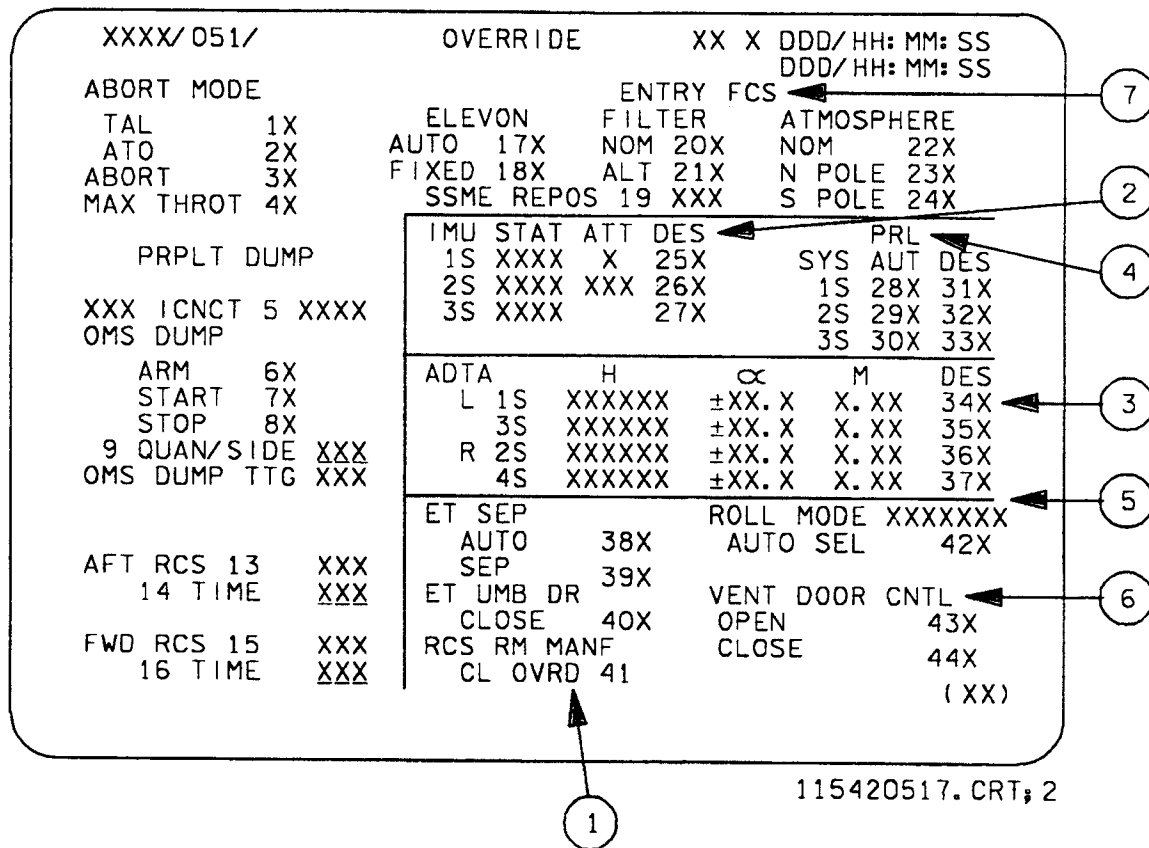 XXXX/051/ OVERRIDE XX X DDD/HH:MM:SS
DDD/HH:MM:SS
ABORT MODE ENTRY FCS 7
TAL 1X ELEVON FILTER ATMOSPHERE
ATO 2X AUTO 17X NOM 20X NOM 22X
ABORT 3X FIXED 18X ALT 21X N POLE 23X
MAX THROT 4X SSME REPOS 19 XXX S POLE 24X 2
IMU STAT ATT DES PRL
PRPLT DUMP 1S XXXX X 25X SYS AUT DES 4
2S XXXX XXX 26X 1S 28X 31X
XXX ICNCT 5 XXXX 3S XXXX 27X 2S 29X 32X
OMS DUMP 3S 30X 33X
ARM 6X ADTA H α M DES
START 7X L 1S XXXXXX ±XX.X X.XX 34X 3
STOP 8X 3S XXXXXX ±XX.X X.XX 35X
9 QUAN/SIDE XXX R 2S XXXXXX ±XX.X X.XX 36X
OMS DUMP TTG XXX 4S XXXXXX ±XX.X X.XX 37X
5
ET SEP ROLL MODE XXXXXXX
AUTO 38X AUTO SEL 42X
AFT RCS 13 XXX SEP 39X
14 TIME XXX ET UMB DR VENT DOOR CNTL 6
CLOSE 40X OPEN 43X
FWD RCS 15 XXX RCS RM MANF CLOSE 44X
16 TIME XXX CL OVRD 41
(XX)
115420517.CRT;2
1